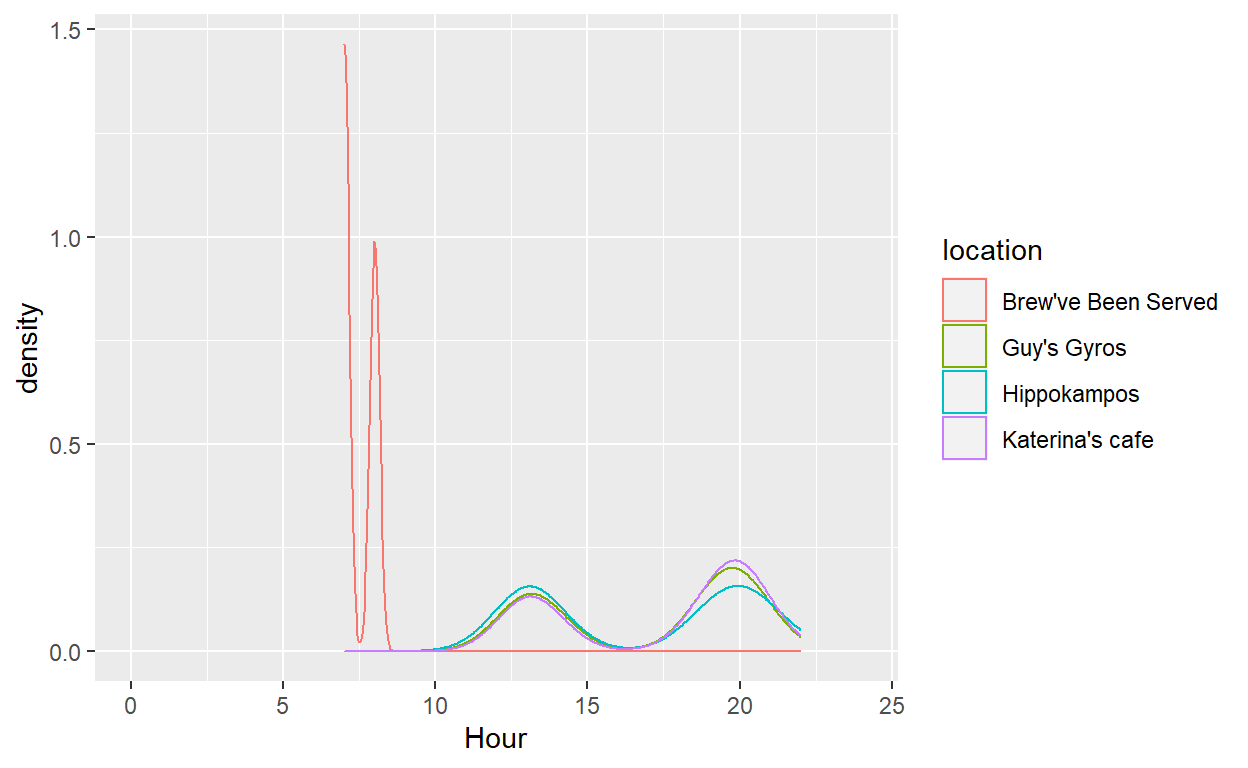 1.5
1.0
0.5
0.0
density
0 5 10 15 20 25
Hour
location
Brew've Been Served
Guy's Gyros
Hippokampos
Katerina's cafe